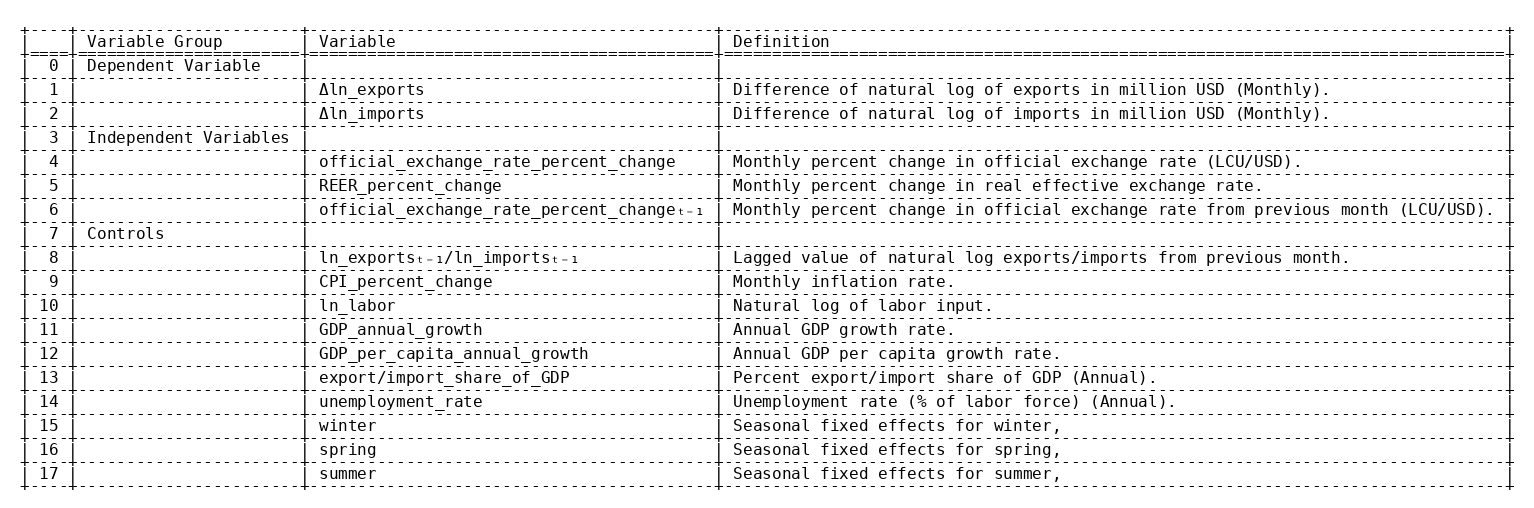 Variable Group Variable Definition
0 Dependent Variable
1 Δln_exports Difference of natural log of exports in million USD (Monthly).
2 Δln_imports Difference of natural log of imports in million USD (Monthly).
3 Independent Variables
4 official_exchange_rate_percent_change Monthly percent change in official exchange rate (LCU/USD).
5 REER_percent_change Monthly percent change in real effective exchange rate.
6 official_exchange_rate_percent_changeₜ₋₁ Monthly percent change in official exchange rate from previous month (LCU/USD).
7 Controls
8 ln_exportsₜ₋₁/ln_importsₜ₋₁ Lagged value of natural log exports/imports from previous month.
9 CPI_percent_change Monthly inflation rate.
10 ln_labor Natural log of labor input.
11 GDP_annual_growth Annual GDP growth rate.
12 GDP_per_capita_annual_growth Annual GDP per capita growth rate.
13 export/import_share_of_GDP Percent export/import share of GDP (Annual).
14 unemployment_rate Unemployment rate (% of labor force) (Annual).
15 winter Seasonal fixed effects for winter,
16 spring Seasonal fixed effects for spring,
17 summer Seasonal fixed effects for summer,